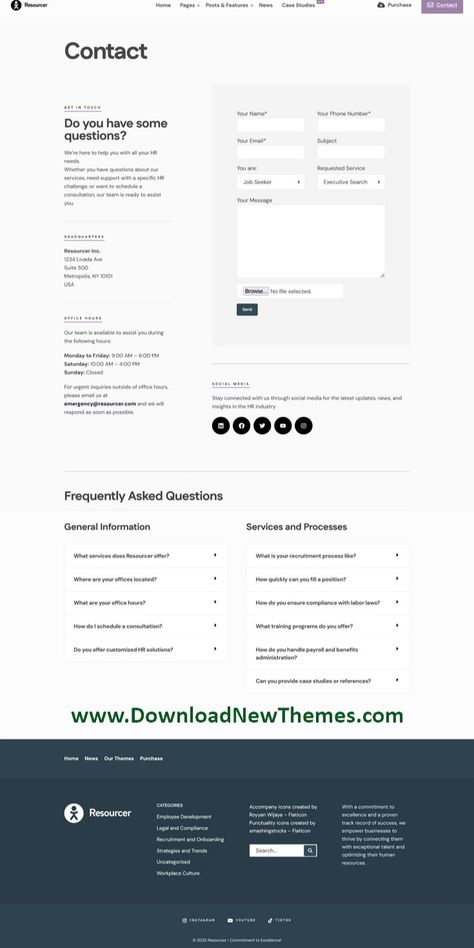 Resourcer
Home Pages + Posts & Features + News Case Studies
Purchase
Contact
Contact
GET IN TOUCH
Do you have some
questions?
We're here to help you with all your HR
needs.
Whether you have questions about our
services, need support with a specific HR
challenge, or want to schedule a
consultation, our team is ready to assist
you.
HEADQUARTERS
Resourcer Inc.
1234 Livada Ave
Suite 500
Metropolis, NY 10101
USA
OFFICE HOURS
Our team is available to assist you during
the following hours:
Monday to Friday: 9:00 AM – 6:00 PM
Saturday: 10:00 AM – 4:00 PM
Sunday: Closed
For urgent inquiries outside of office hours,
please email us at
emergency@resourcer.com and we will
respond as soon as possible.
Your Name*
Your Phone Number*
Your Email*
Subject
You are:
Requested Service
Job Seeker
Executive Search
Your Message
Browse... No file selected.
Send
SOCIAL MEDIA
Stay connected with us through social media for the latest updates, news, and
insights in the HR industry
Frequently Asked Questions
General Information
What services does Resourcer offer?
Where are your offices located?
What are your office hours?
How do I schedule a consultation?
Do you offer customized HR solutions?
Services and Processes
What is your recruitment process like?
How quickly can you fill a position?
How do you ensure compliance with labor laws?
What training programs do you offer?
How do you handle payroll and benefits
administration?
Can you provide case studies or references?
www.DownloadNewThemes.com
Home News Our Themes Purchase
Resourcer
CATEGORIES
Employee Development
Legal and Compliance
Recruitment and Onboarding
Strategies and Trends
Uncategorized
Workplace Culture
Accompany icons created by
Royyan Wijaya – Flaticon
Punctuality icons created by
smashingstocks – Flaticon
Search...
With a commitment to
excellence and a proven
track record of success, we
empower businesses to
thrive by connecting them
with exceptional talent and
optimizing their human
resources.
INSTAGRAM YOUTUBE TIKTOK
© 2025 Resourcer • Commitment to Excellence!